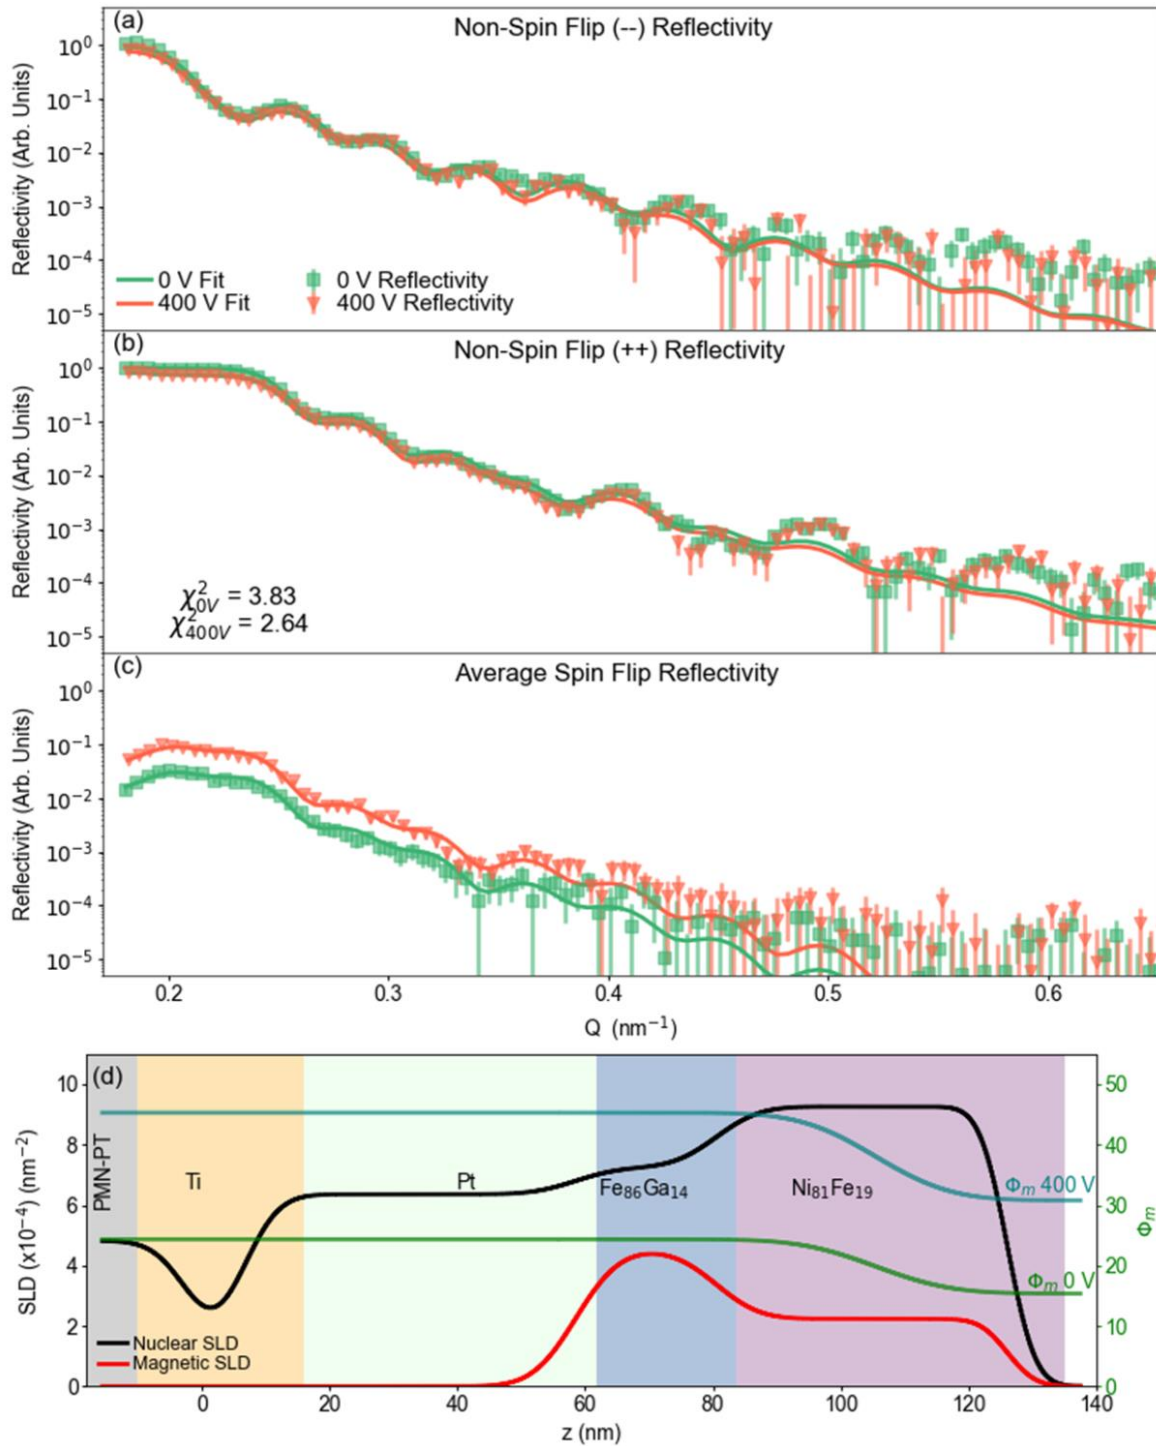 (a)
Non-Spin Flip (--) Reflectivity
Reflectivity (Arb. Units)
10⁰
10⁻¹
10⁻²
10⁻³
10⁻⁴
10⁻⁵
0 V Fit
400 V Fit
0 V Reflectivity
400 V Reflectivity
(b)
Non-Spin Flip (++) Reflectivity
Reflectivity (Arb. Units)
10⁰
10⁻¹
10⁻²
10⁻³
10⁻⁴
10⁻⁵
χ²₀V = 3.83
χ²₄₀₀V = 2.64
(c)
Average Spin Flip Reflectivity
Reflectivity (Arb. Units)
10⁰
10⁻¹
10⁻²
10⁻³
10⁻⁴
10⁻⁵
0.2 0.3 0.4 0.5 0.6
Q (nm⁻¹)
(d)
SLD (x10⁻⁴) (nm⁻²)
10
8
6
4
2
0
PMN-PT
Ti
Pt
Fe₈₆Ga₁₄
Ni₈₁Fe₁₉
Φₘ 400 V
Φₘ 0 V
Nuclear SLD
Magnetic SLD
50
40
30
20
10
0
Φₘ
0 20 40 60 80 100 120 140
z (nm)